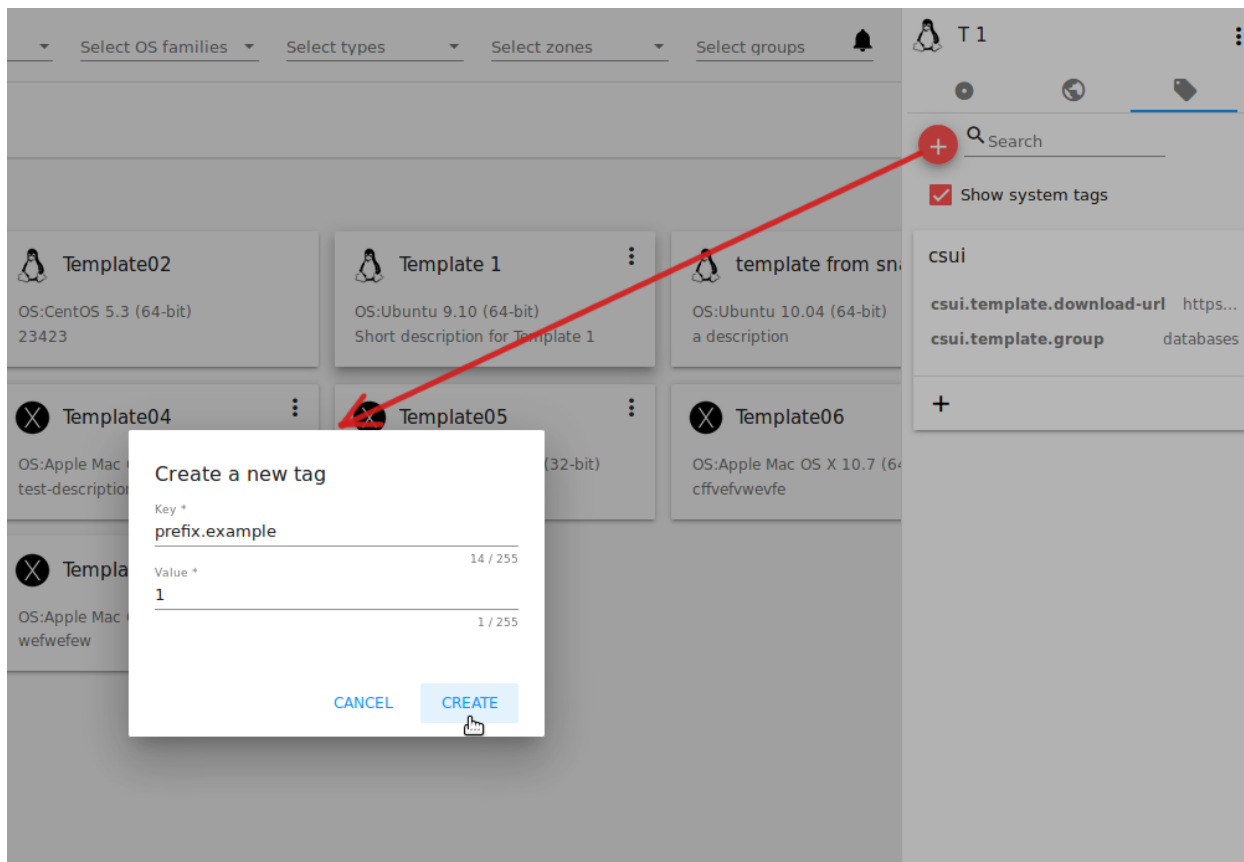 Select OS families
Select types
Select zones
Select groups
T 1
Search
Show system tags
csui
csui.template.download-url https...
csui.template.group databases
Template02
OS:CentOS 5.3 (64-bit)
23423
Template 1
OS:Ubuntu 9.10 (64-bit)
Short description for Template 1
template from sna
OS:Ubuntu 10.04 (64-bit)
a description
Template04
OS:Apple Mac
test-description
Template05
(32-bit)
Template06
OS:Apple Mac OS X 10.7 (64
cffvefvwevfe
Templa
OS:Apple Mac
wefwefew
Create a new tag
Key *
prefix.example
14 / 255
Value *
1
1 / 255
CANCEL
CREATE